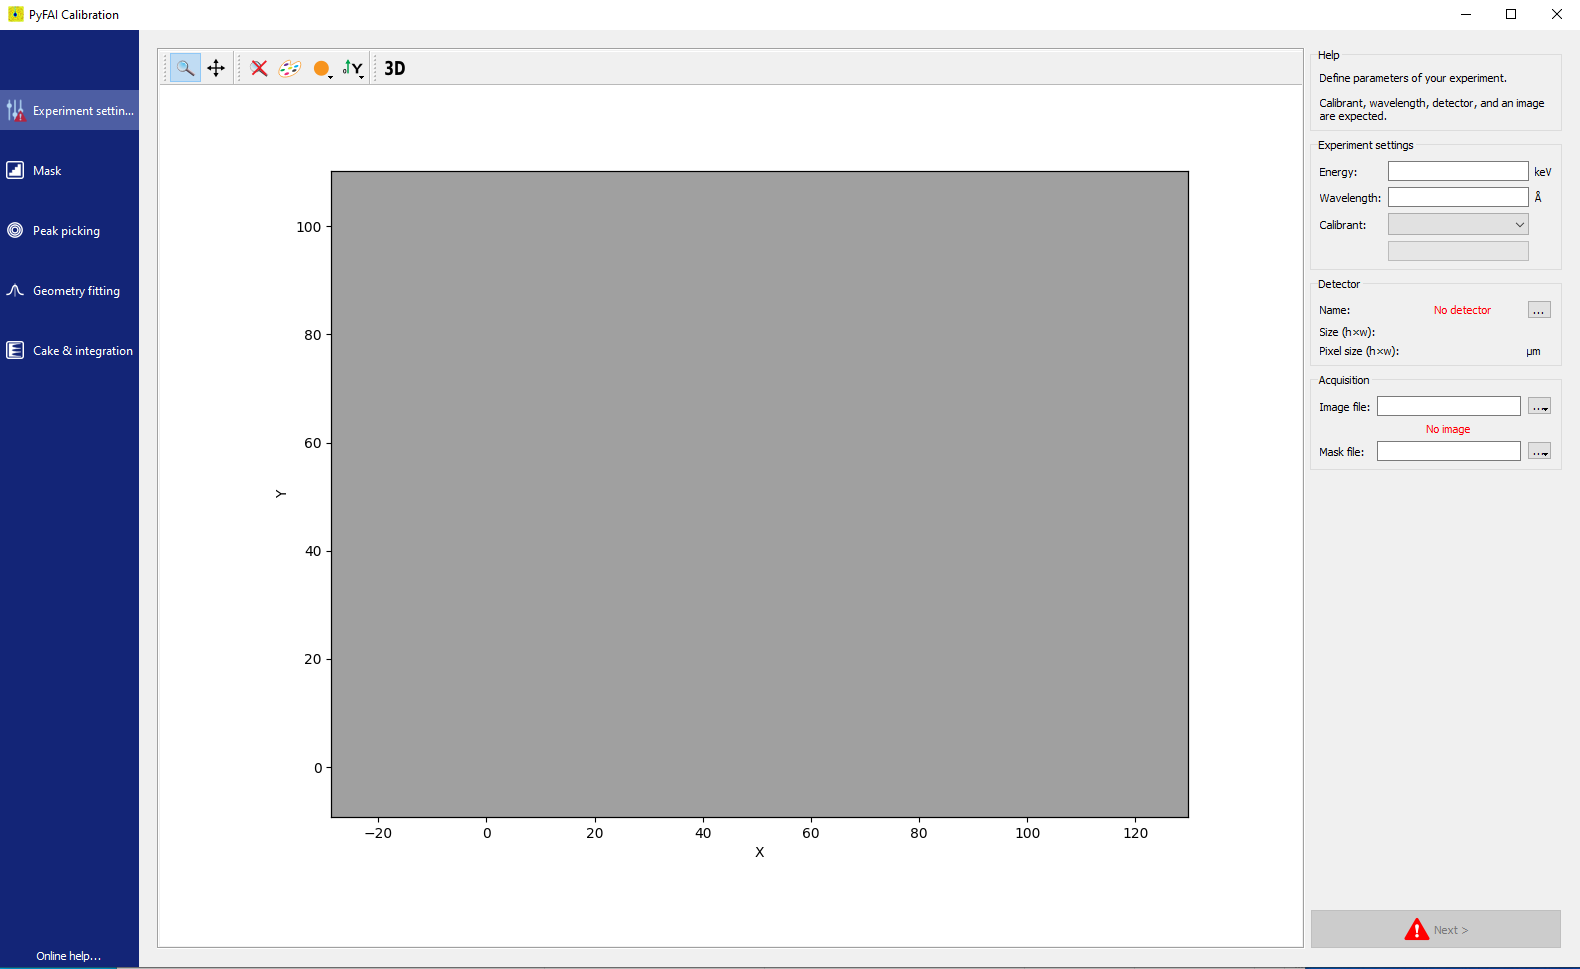 PyFAI Calibration
Experiment settin...
Mask
Peak picking
Geometry fitting
Cake & integration
Online help...
Y
3D
100
80
60
40
20
0
Y
−20 0 20 40 60 80 100 120
X
Help
Define parameters of your experiment.
Calibrant, wavelength, detector, and an image
are expected.
Experiment settings
Energy: keV
Wavelength: Å
Calibrant:
Detector
Name: No detector ...
Size (h×w):
Pixel size (h×w): µm
Acquisition
Image file: ...
No image
Mask file: ...
Next >